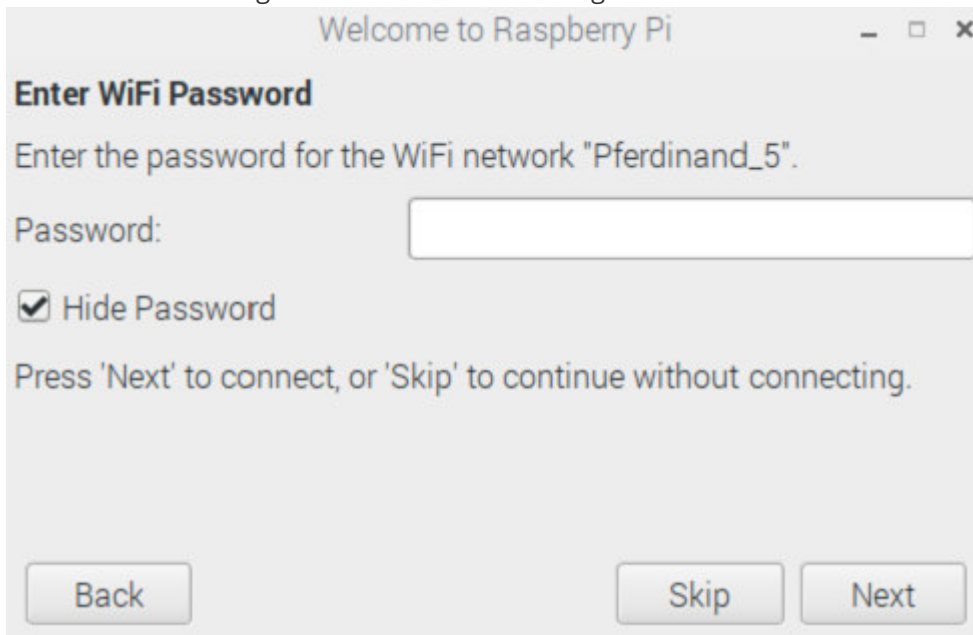 Welcome to Raspberry Pi
Enter WiFi Password
Enter the password for the WiFi network "Pferdinand_5".
Password:
Hide Password
Press 'Next' to connect, or 'Skip' to continue without connecting.
Back Skip Next